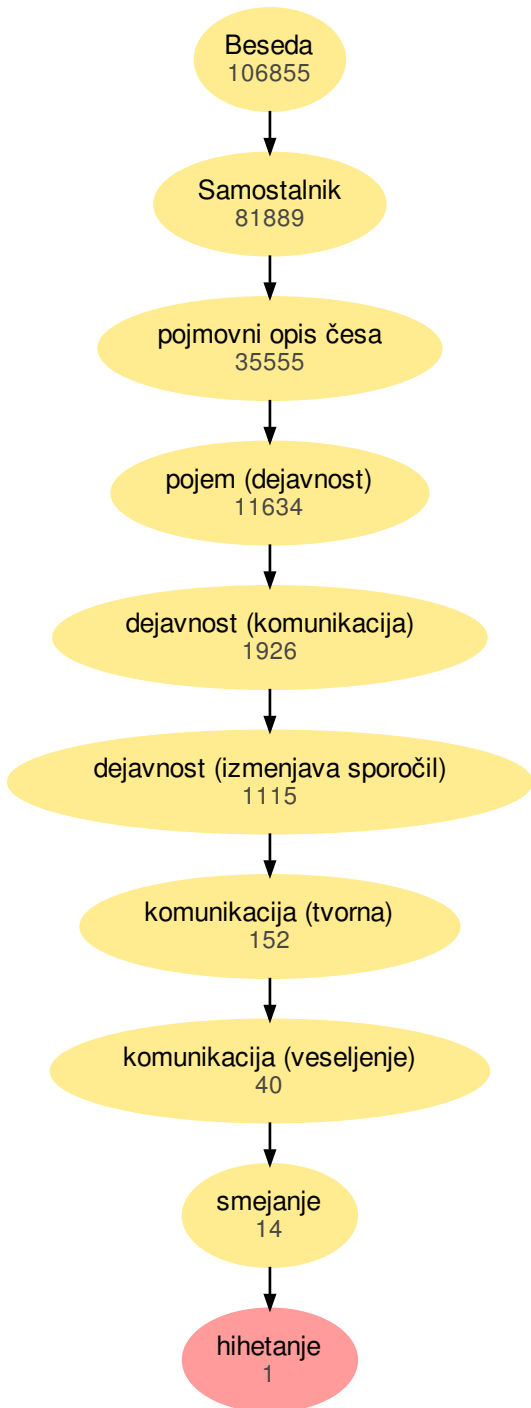 Beseda
106855
Samostalnik
81889
pojmovni opis česa
35555
pojem (dejavnost)
11634
dejavnost (komunikacija)
1926
dejavnost (izmenjava sporočil)
1115
komunikacija (tvorna)
152
komunikacija (veseljenje)
40
smejanje
14
hihetanje
1